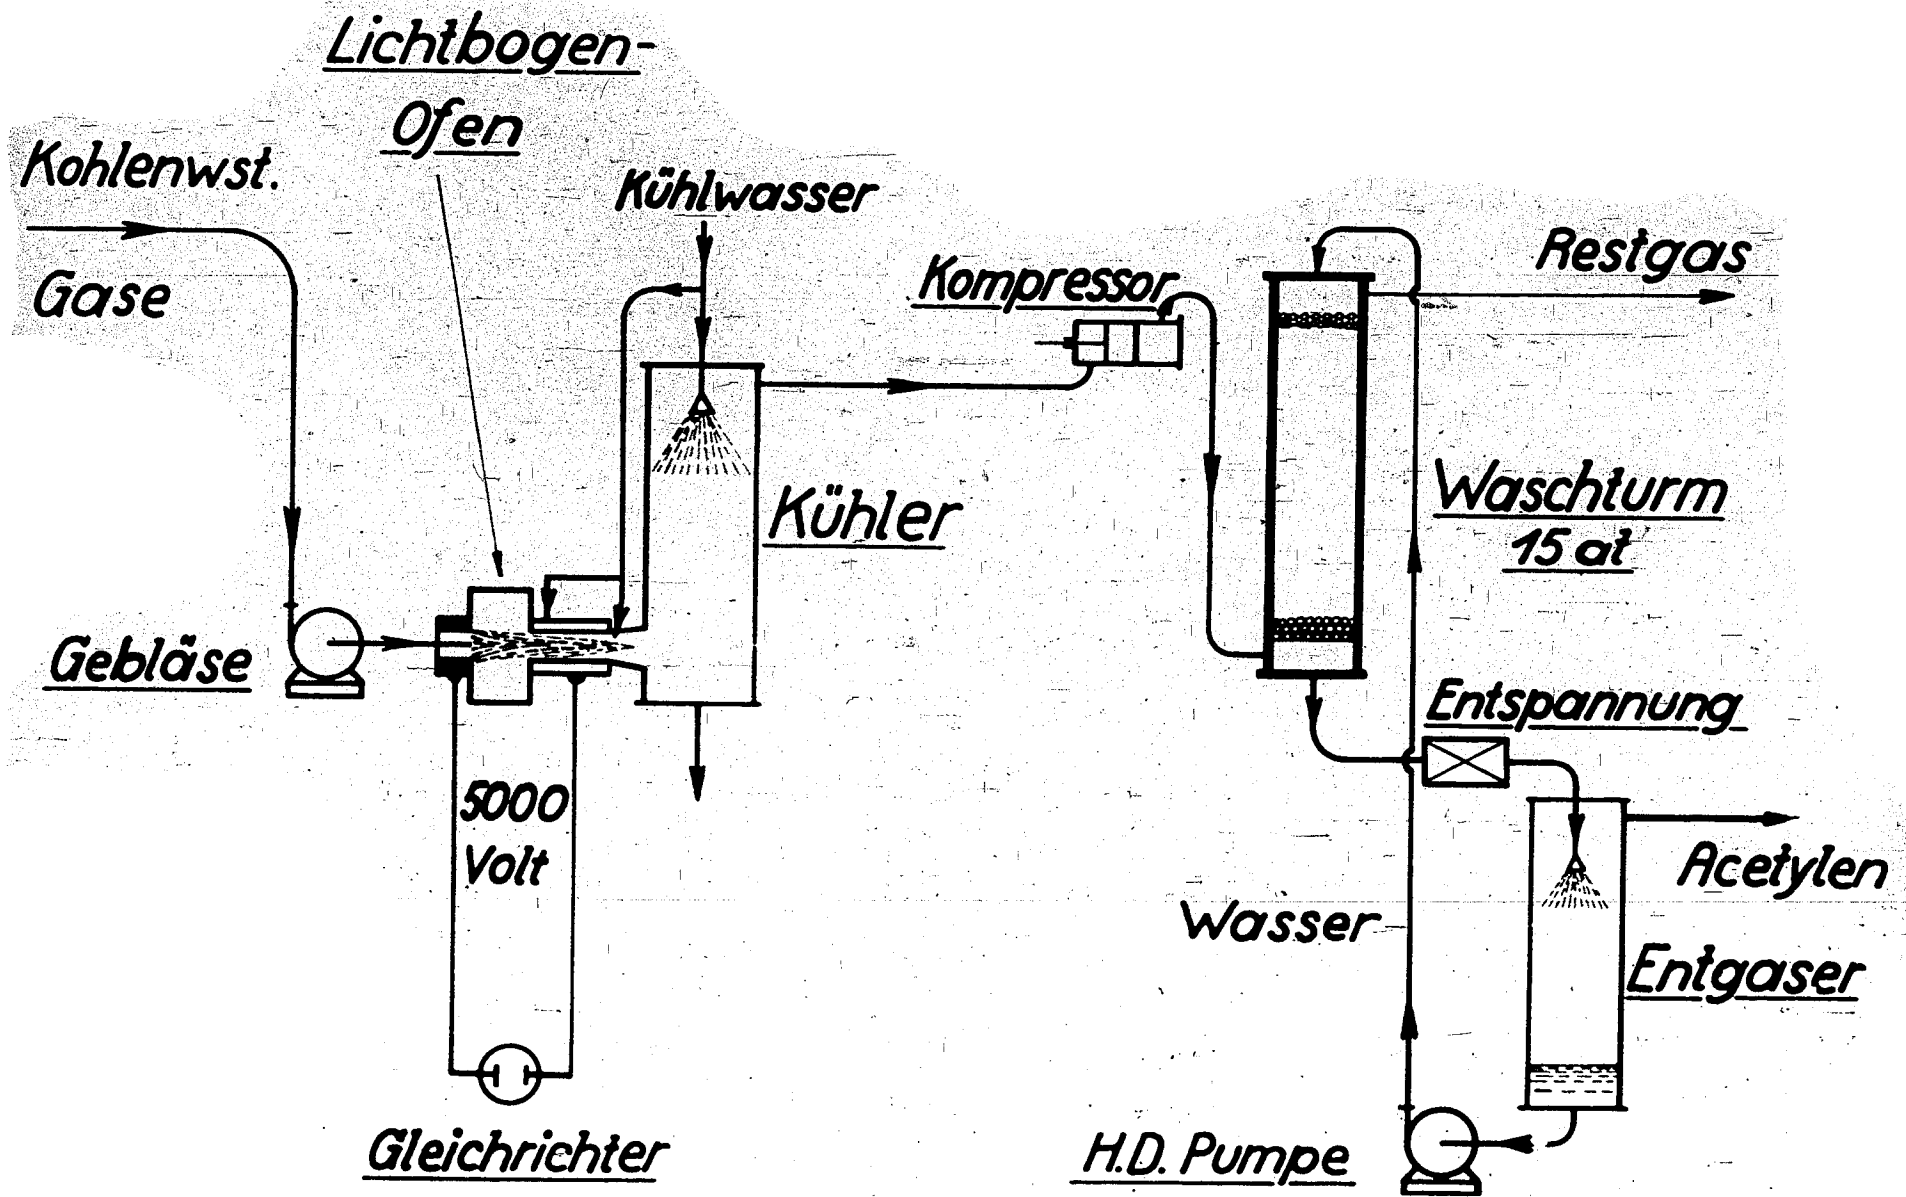 Lichtbogen-
Ofen
Kohlenwst.
Gase
Kühlwasser
Kompressor
Restgas
Kühler
Waschturm
15 at
Gebläse
Entspannung
5000
Volt
Acetylen
Wasser
Entgaser
Gleichrichter
H.D. Pumpe